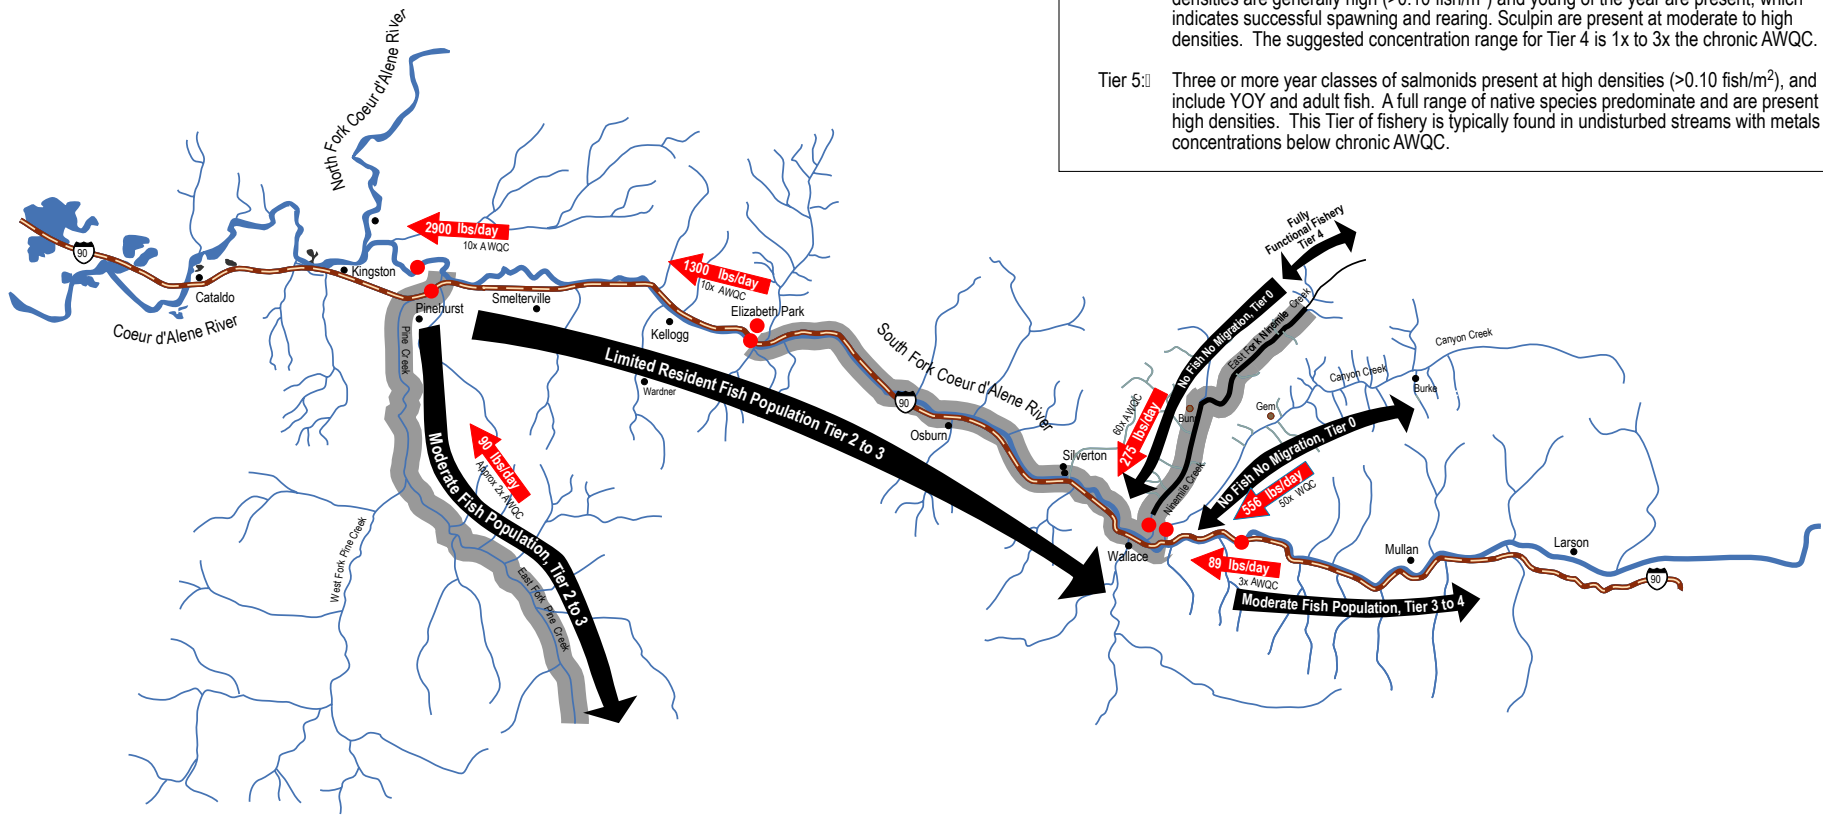 densities are generally high (>0.10 fish/m2) and young of the year are present, which
indicates successful spawning and rearing. Sculpin are present at moderate to high
densities. The suggested concentration range for Tier 4 is 1x to 3x the chronic AWQC.
Tier 5: Three or more year classes of salmonids present at high densities (>0.10 fish/m2), and
include YOY and adult fish. A full range of native species predominate and are present
high densities. This Tier of fishery is typically found in undisturbed streams with metals
concentrations below chronic AWQC.
North Fork Coeur d'Alene River
2900 lbs/day
10x AWQC
90
Kingston
Cataldo
Coeur d'Alene River
Pinehurst
Smelterville
1300 lbs/day
10x AWQC
Elizabeth Park
Kellogg
Wardner
Pine Creek
Limited Resident Fish Population Tier 2 to 3
South Fork Coeur d'Alene River
90
Osburn
Silverton
Wallace
Fully
Functional Fishery
Tier 4
No Fish No Migration, Tier 0
East Fork Ninemile Creek
60x AWQC
275 lbs/day
Bun
Gem
Ninemile Creek
Canyon Creek
Canyon Creek
Burke
No Fish No Migration, Tier 0
556 lbs/day
50x WQC
89 lbs/day
3x AWQC
Moderate Fish Population, Tier 3 to 4
Mullan
Larson
90
90 lbs/day
Approx 2x AWQC
Moderate Fish Population, Tier 2 to 3
West Fork Pine Creek
East Fork Pine Creek